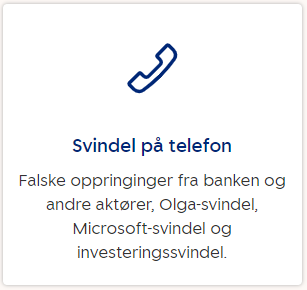 Svindel på telefon
Falske oppringinger fra banken og
andre aktører, Olga-svindel,
Microsoft-svindel og
investeringssvindel.